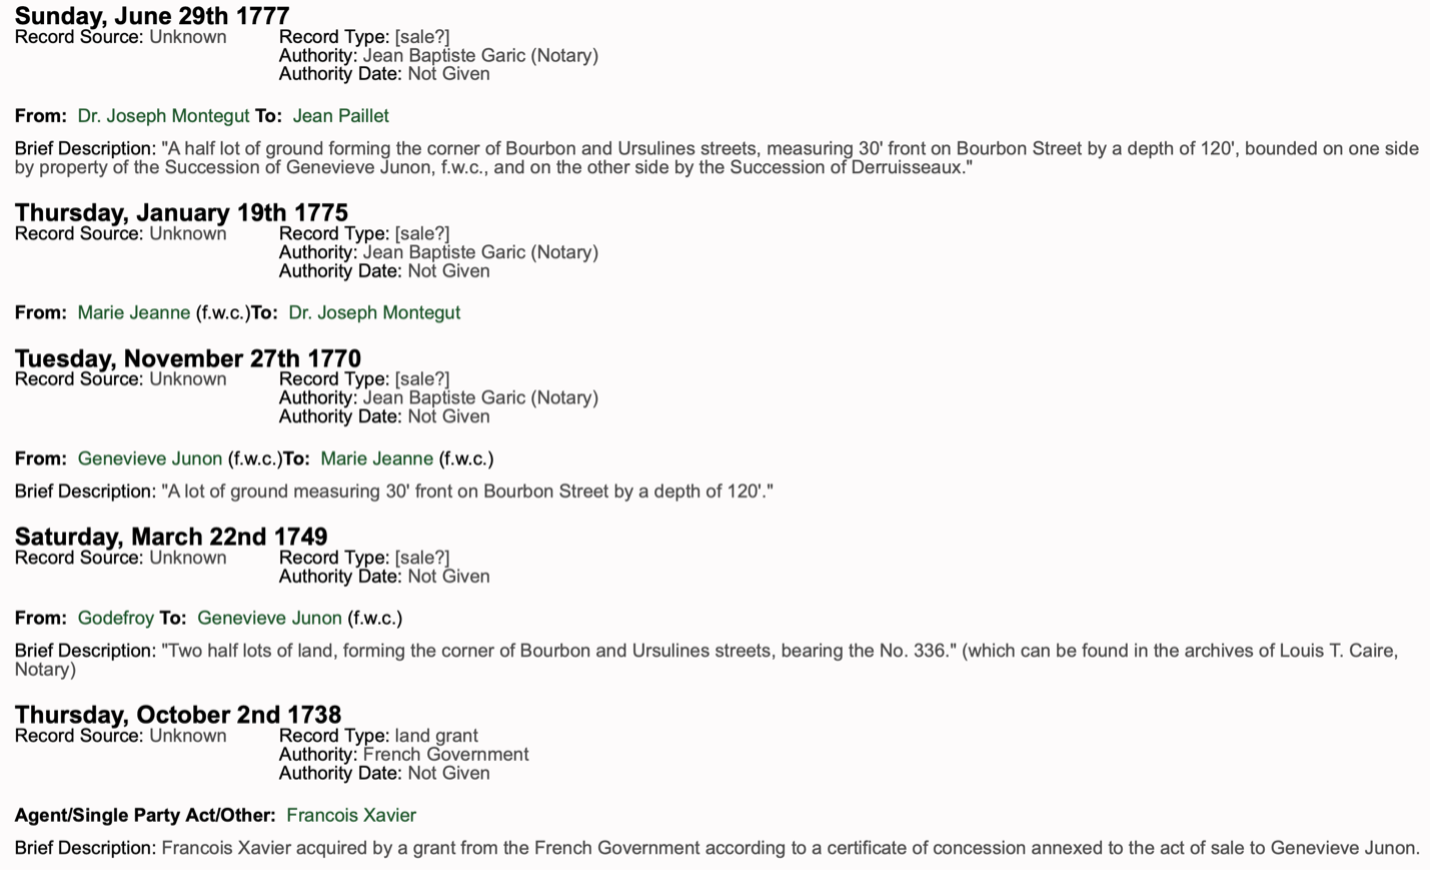 Sunday, June 29th 1777
Record Source: Unknown Record Type: [sale?]
Authority: Jean Baptiste Garic (Notary)
Authority Date: Not Given
From: Dr. Joseph Montegut To: Jean Paillet
Brief Description: "A half lot of ground forming the corner of Bourbon and Ursulines streets, measuring 30' front on Bourbon Street by a depth of 120', bounded on one side
by property of the Succession of Genevieve Junon, f.w.c., and on the other side by the Succession of Derruisseaux."
Thursday, January 19th 1775
Record Source: Unknown Record Type: [sale?]
Authority: Jean Baptiste Garic (Notary)
Authority Date: Not Given
From: Marie Jeanne (f.w.c.)To: Dr. Joseph Montegut
Tuesday, November 27th 1770
Record Source: Unknown Record Type: [sale?]
Authority: Jean Baptiste Garic (Notary)
Authority Date: Not Given
From: Genevieve Junon (f.w.c.)To: Marie Jeanne (f.w.c.)
Brief Description: "A lot of ground measuring 30' front on Bourbon Street by a depth of 120'."
Saturday, March 22nd 1749
Record Source: Unknown Record Type: [sale?]
Authority Date: Not Given
From: Godefroy To: Genevieve Junon (f.w.c.)
Brief Description: "Two half lots of land, forming the corner of Bourbon and Ursulines streets, bearing the No. 336." (which can be found in the archives of Louis T. Caire,
Notary)
Thursday, October 2nd 1738
Record Source: Unknown Record Type: land grant
Authority: French Government
Authority Date: Not Given
Agent/Single Party Act/Other: Francois Xavier
Brief Description: Francois Xavier acquired by a grant from the French Government according to a certificate of concession annexed to the act of sale to Genevieve Junon.